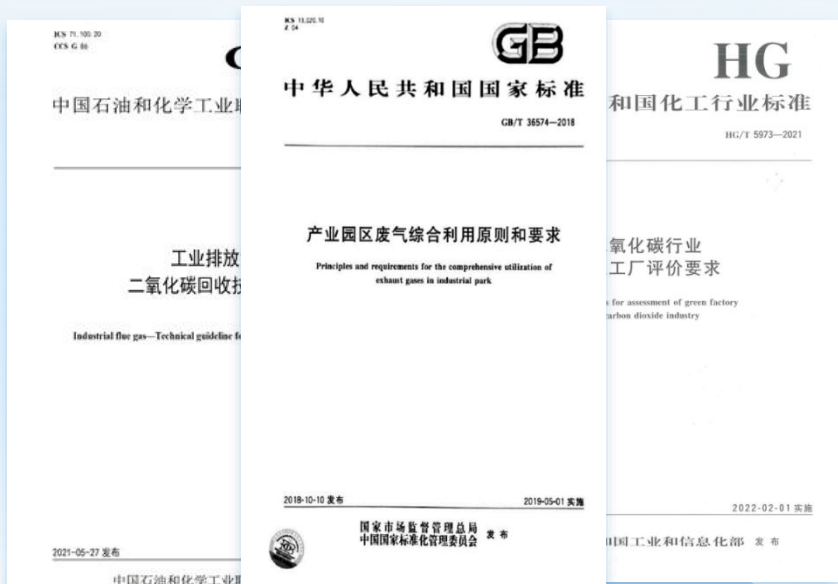 ICS 71.100.20
CCS G 86
中国石油和化学工业
工业排放
二氧化碳回收
Industrial flue gas—Technical guideline
2021-05-27 发布
中国石油和化学工业
ICS 13.020.10
Z 04
GB
中华人民共和国国家标准
GB/T 36574—2018
产业园区废气综合利用原则和要求
Principles and requirements for the comprehensive utilization of
exhaust gases in industrial park
2018-10-10 发布
2019-05-01 实施
国家市场监督管理总局
中国国家标准化管理委员会
发布
HG
和国化工行业标准
HG/T 5973—2021
氧化碳行业
工厂评价要求
for assessment of green factory
carbon dioxide industry
2022-02-01 实施
和国工业和信息化部 发布